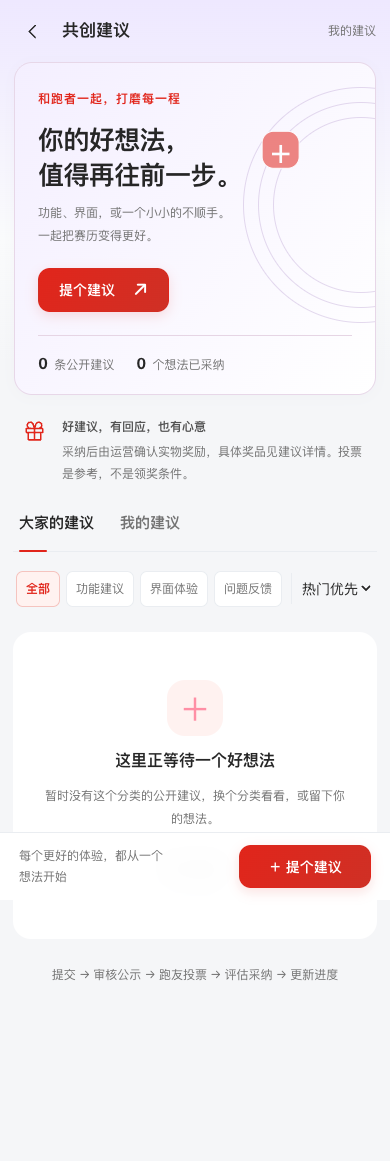 共创建议
我的建议
和跑者一起，打磨每一程
你的好想法，
值得再往前一步。
功能、界面，或一个小小的不顺手。
一起把赛历变得更好。
提个建议
0 条公开建议 0 个想法已采纳
好建议，有回应，也有心意
采纳后由运营确认实物奖励，具体奖品见建议详情。投票
是参考，不是领奖条件。
大家的建议 我的建议
全部 功能建议 界面体验 问题反馈 热门优先
这里正等待一个好想法
暂时没有这个分类的公开建议，换个分类看看，或留下你
的想法。
每个更好的体验，都从一个
想法开始
+ 提个建议
提交 → 审核公示 → 跑友投票 → 评估采纳 → 更新进度